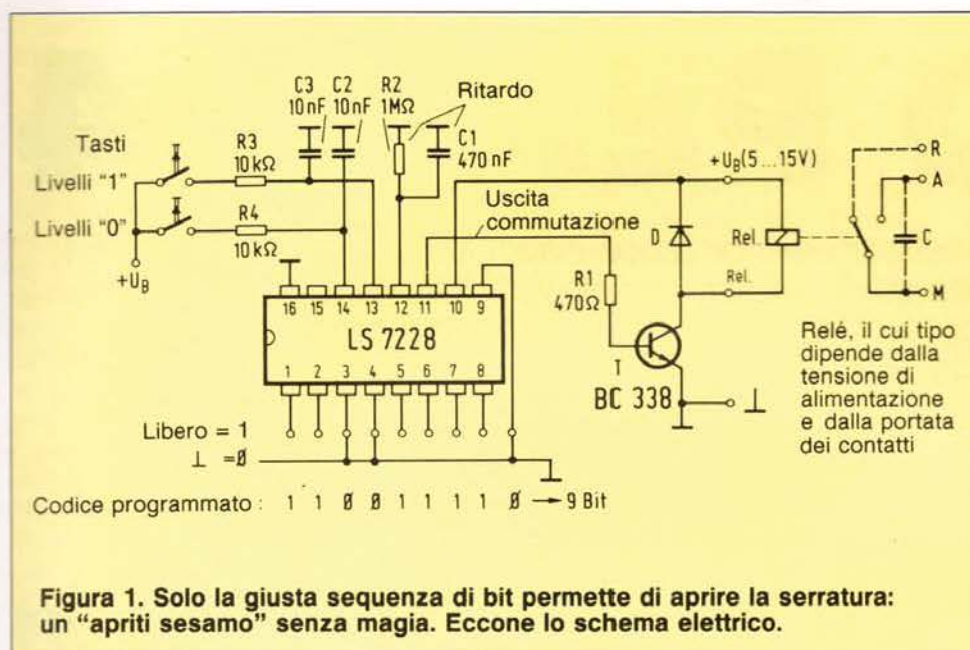 C3 C2 R2 Ritardo
10nF 10nF 1MΩ
C1
470 nF
Tasti
R3
10kΩ
Livelli "1"
Livelli "0"
R4
10kΩ
+UB
Uscita
commutazione
+UB(5...15V)
R
A
D
Rel.
C
R1
470Ω
Rel.
M
16 15 14 13 12 11 10 9
LS 7228
1 2 3 4 5 6 7 8
T
BC 338
⊥
Relé, il cui tipo
dipende dalla
tensione di
alimentazione
e dalla portata
dei contatti
Libero = 1
⊥ =Ø
Codice programmato : 1 1 Ø Ø 1 1 1 1 Ø → 9 Bit
Figura 1. Solo la giusta sequenza di bit permette di aprire la serratura:
un “apriti sesamo” senza magia. Eccone lo schema elettrico.